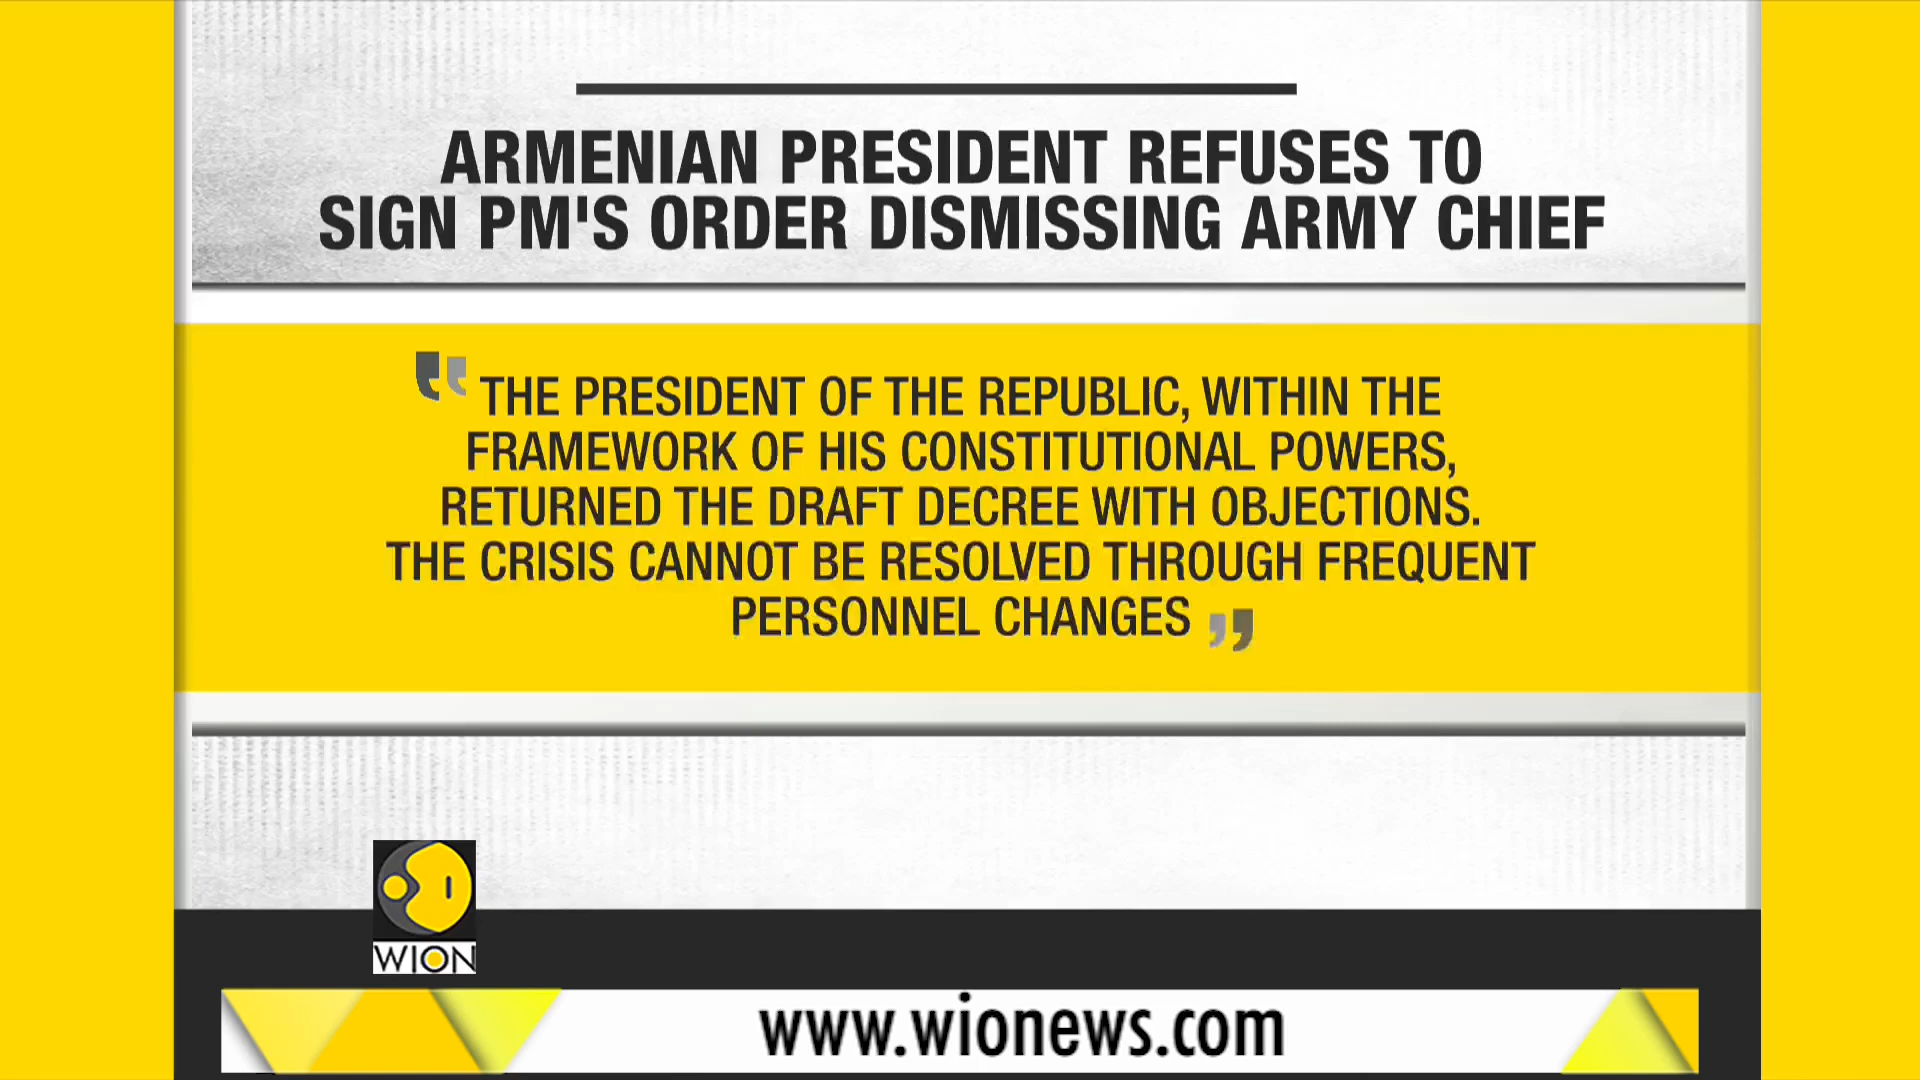 ARMENIAN PRESIDENT REFUSES TO
SIGN PM'S ORDER DISMISSING ARMY CHIEF
" THE PRESIDENT OF THE REPUBLIC, WITHIN THE
FRAMEWORK OF HIS CONSTITUTIONAL POWERS,
RETURNED THE DRAFT DECREE WITH OBJECTIONS.
THE CRISIS CANNOT BE RESOLVED THROUGH FREQUENT
PERSONNEL CHANGES "
WION
www.wionews.com